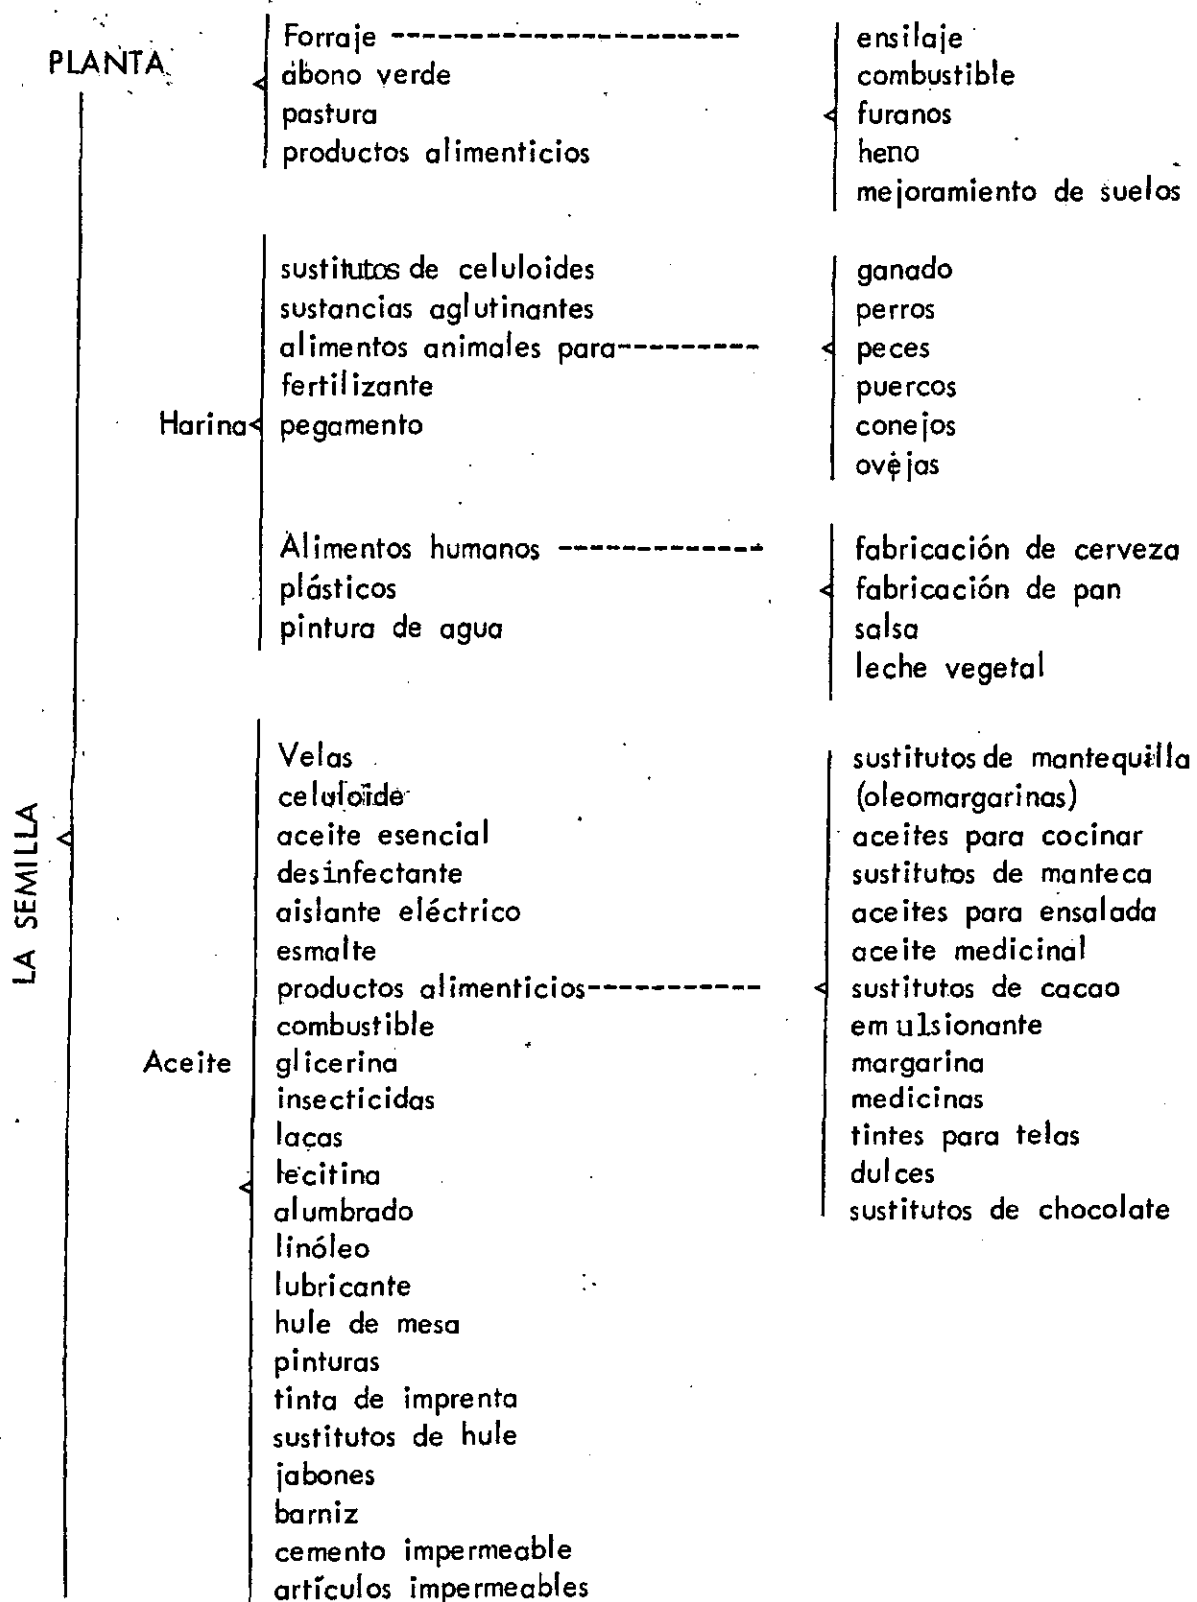 PLANTA
Forraje ----------------------
abono verde
pastura
productos alimenticios
ensilaje
combustible
furanos
heno
mejoramiento de suelos
LA SEMILLA
Harina
sustitutos de celuloides
sustancias aglutinantes
alimentos animales para---------
fertilizante
pegamento
ganado
perros
peces
puercos
conejos
ovejas
Alimentos humanos -------------
plásticos
pintura de agua
fabricación de cerveza
fabricación de pan
salsa
leche vegetal
Aceite
Velas
celuloide
aceite esencial
desinfectante
aislante eléctrico
esmalte
productos alimenticios-----------
combustible
glicerina
insecticidas
lacas
lecitina
alumbrado
linóleo
lubricante
hule de mesa
pinturas
tinta de imprenta
sustitutos de hule
jabones
barniz
cemento impermeable
artículos impermeables
sustitutos de mantequilla
(oleomargarinas)
aceites para cocinar
sustitutos de manteca
aceites para ensalada
aceite medicinal
sustitutos de cacao
emulsionante
margarina
medicinas
tintes para telas
dulces
sustitutos de chocolate